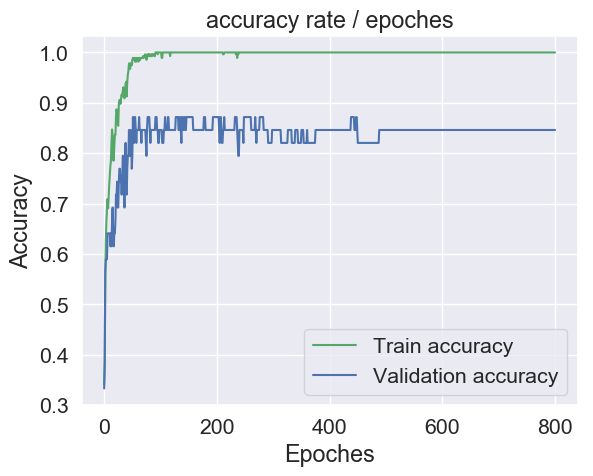 accuracy rate / epoches
1.0
0.9
0.8
0.7
0.6
0.5
0.4
0.3
Accuracy
Train accuracy
Validation accuracy
0 200 400 600 800
Epoches